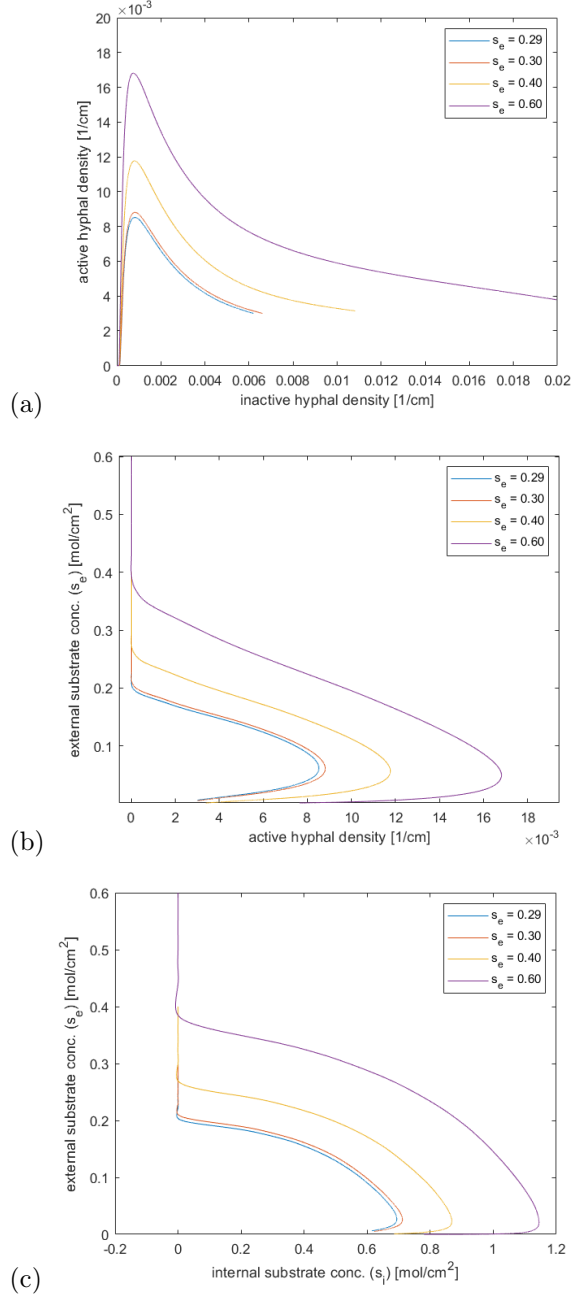 20 ×10⁻³
18
16
14
12
10
8
6
4
2
0
active hyphal density [1/cm]
s_e = 0.29
s_e = 0.30
s_e = 0.40
s_e = 0.60
0 0.002 0.004 0.006 0.008 0.01 0.012 0.014 0.016 0.018 0.02
inactive hyphal density [1/cm]
(a)
0.6
0.5
0.4
0.3
0.2
0.1
external substrate conc. (s_e) [mol/cm²]
s_e = 0.29
s_e = 0.30
s_e = 0.40
s_e = 0.60
0 2 4 6 8 10 12 14 16 18
active hyphal density [1/cm]
×10⁻³
(b)
0.6
0.5
0.4
0.3
0.2
0.1
0
external substrate conc. (s_e) [mol/cm²]
s_e = 0.29
s_e = 0.30
s_e = 0.40
s_e = 0.60
-0.2 0 0.2 0.4 0.6 0.8 1 1.2
internal substrate conc. (s_i) [mol/cm²]
(c)